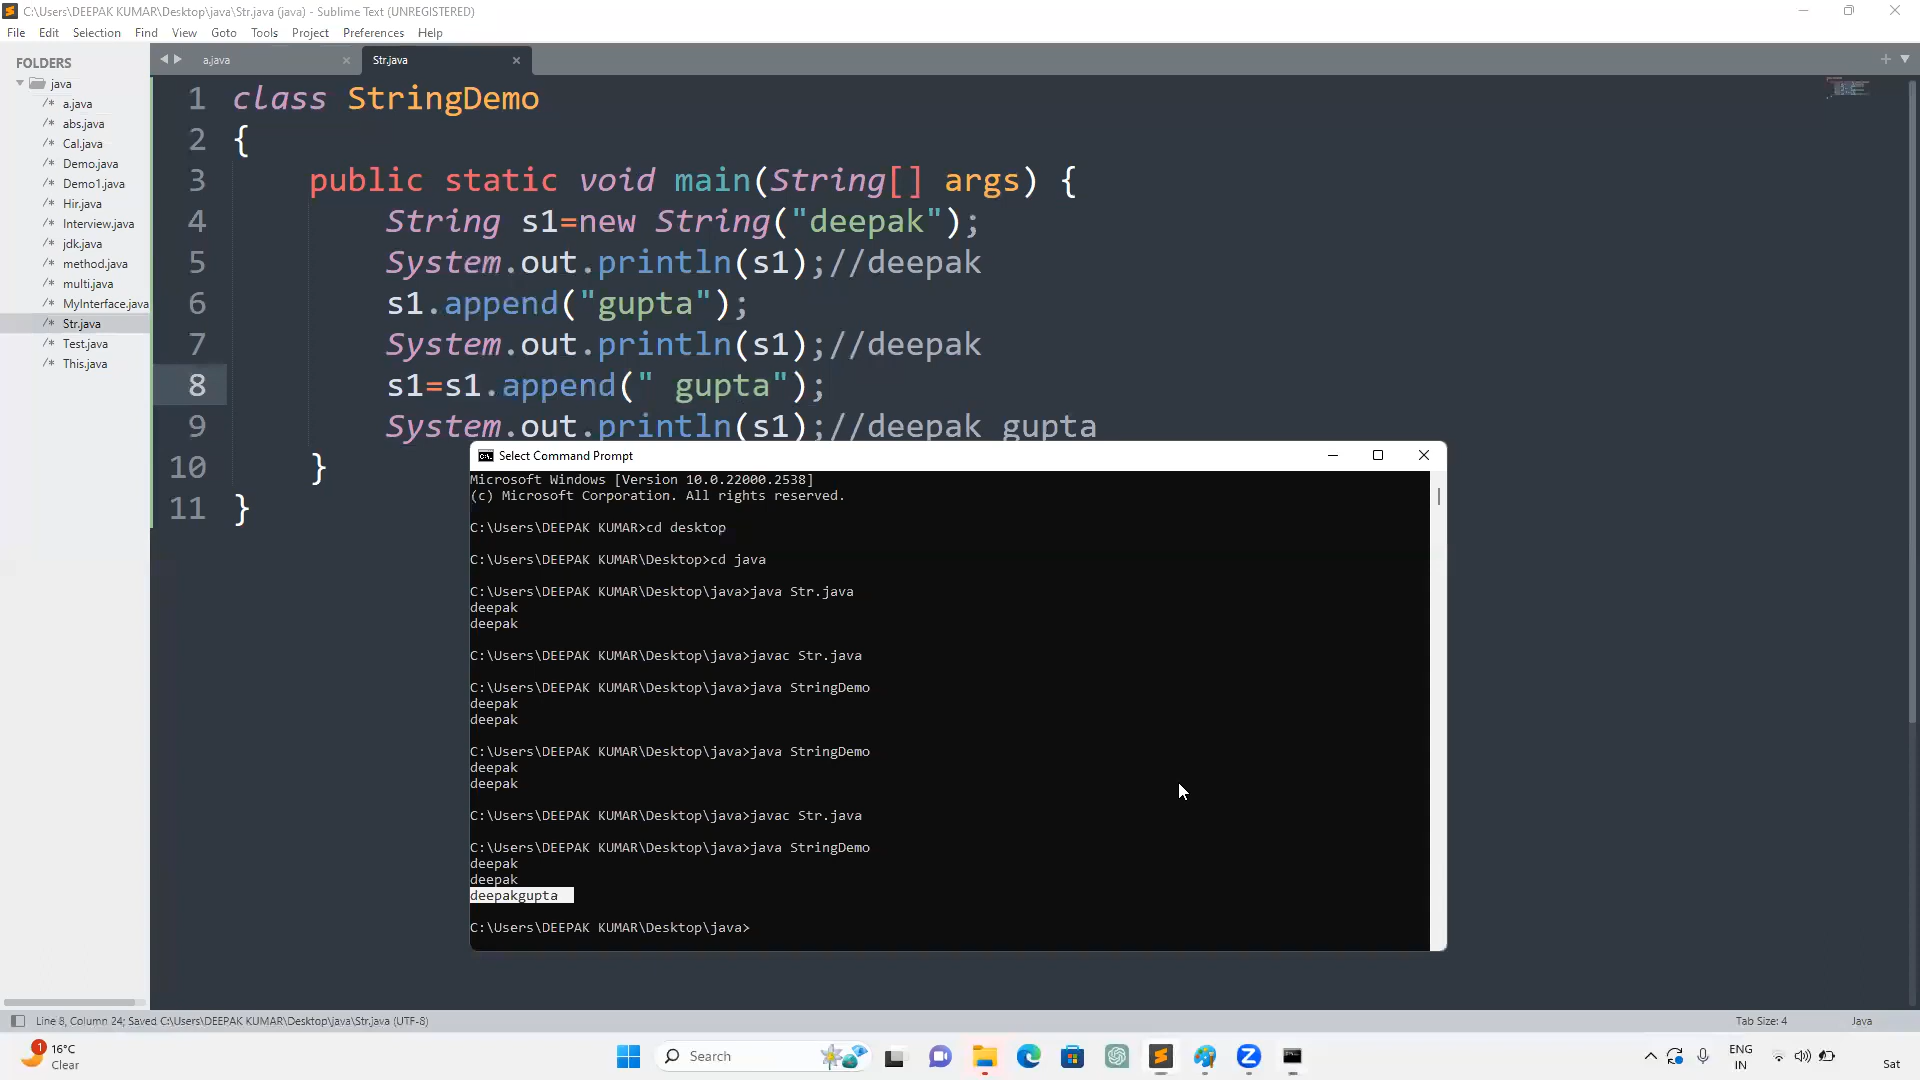 C:\Users\DEEPAK KUMAR\Desktop\java\Str.java (java) - Sublime Text (UNREGISTERED)
File Edit Selection Find View Goto Tools Project Preferences Help
FOLDERS
java
/* a.java
/* abs.java
/* Cal.java
/* Demo.java
/* Demo1.java
/* Hir.java
/* Interview.java
/* jdk.java
/* method.java
/* multi.java
/* MyInterface.java
/* Str.java
/* Test.java
/* This.java
a.java Str.java
1 class StringDemo
2 {
3 public static void main(String[] args) {
4 String s1=new String("deepak");
5 System.out.println(s1);//deepak
6 s1.append("gupta");
7 System.out.println(s1);//deepak
8 s1=s1.append(" gupta");
9 System.out.println(s1);//deepak gupta
10 }
11 }
Select Command Prompt
Microsoft Windows [Version 10.0.22000.2538]
(c) Microsoft Corporation. All rights reserved.
C:\Users\DEEPAK KUMAR>cd desktop
C:\Users\DEEPAK KUMAR\Desktop>cd java
C:\Users\DEEPAK KUMAR\Desktop\java>java Str.java
deepak
deepak
C:\Users\DEEPAK KUMAR\Desktop\java>javac Str.java
C:\Users\DEEPAK KUMAR\Desktop\java>java StringDemo
deepak
deepak
C:\Users\DEEPAK KUMAR\Desktop\java>java StringDemo
deepak
deepak
C:\Users\DEEPAK KUMAR\Desktop\java>javac Str.java
C:\Users\DEEPAK KUMAR\Desktop\java>java StringDemo
deepak
deepak
deepakgupta
C:\Users\DEEPAK KUMAR\Desktop\java>
Line 8, Column 24; Saved C:\Users\DEEPAK KUMAR\Desktop\java\Str.java (UTF-8) Tab Size: 4 Java
1
16°C
Clear
Search
ENG
IN
Sat